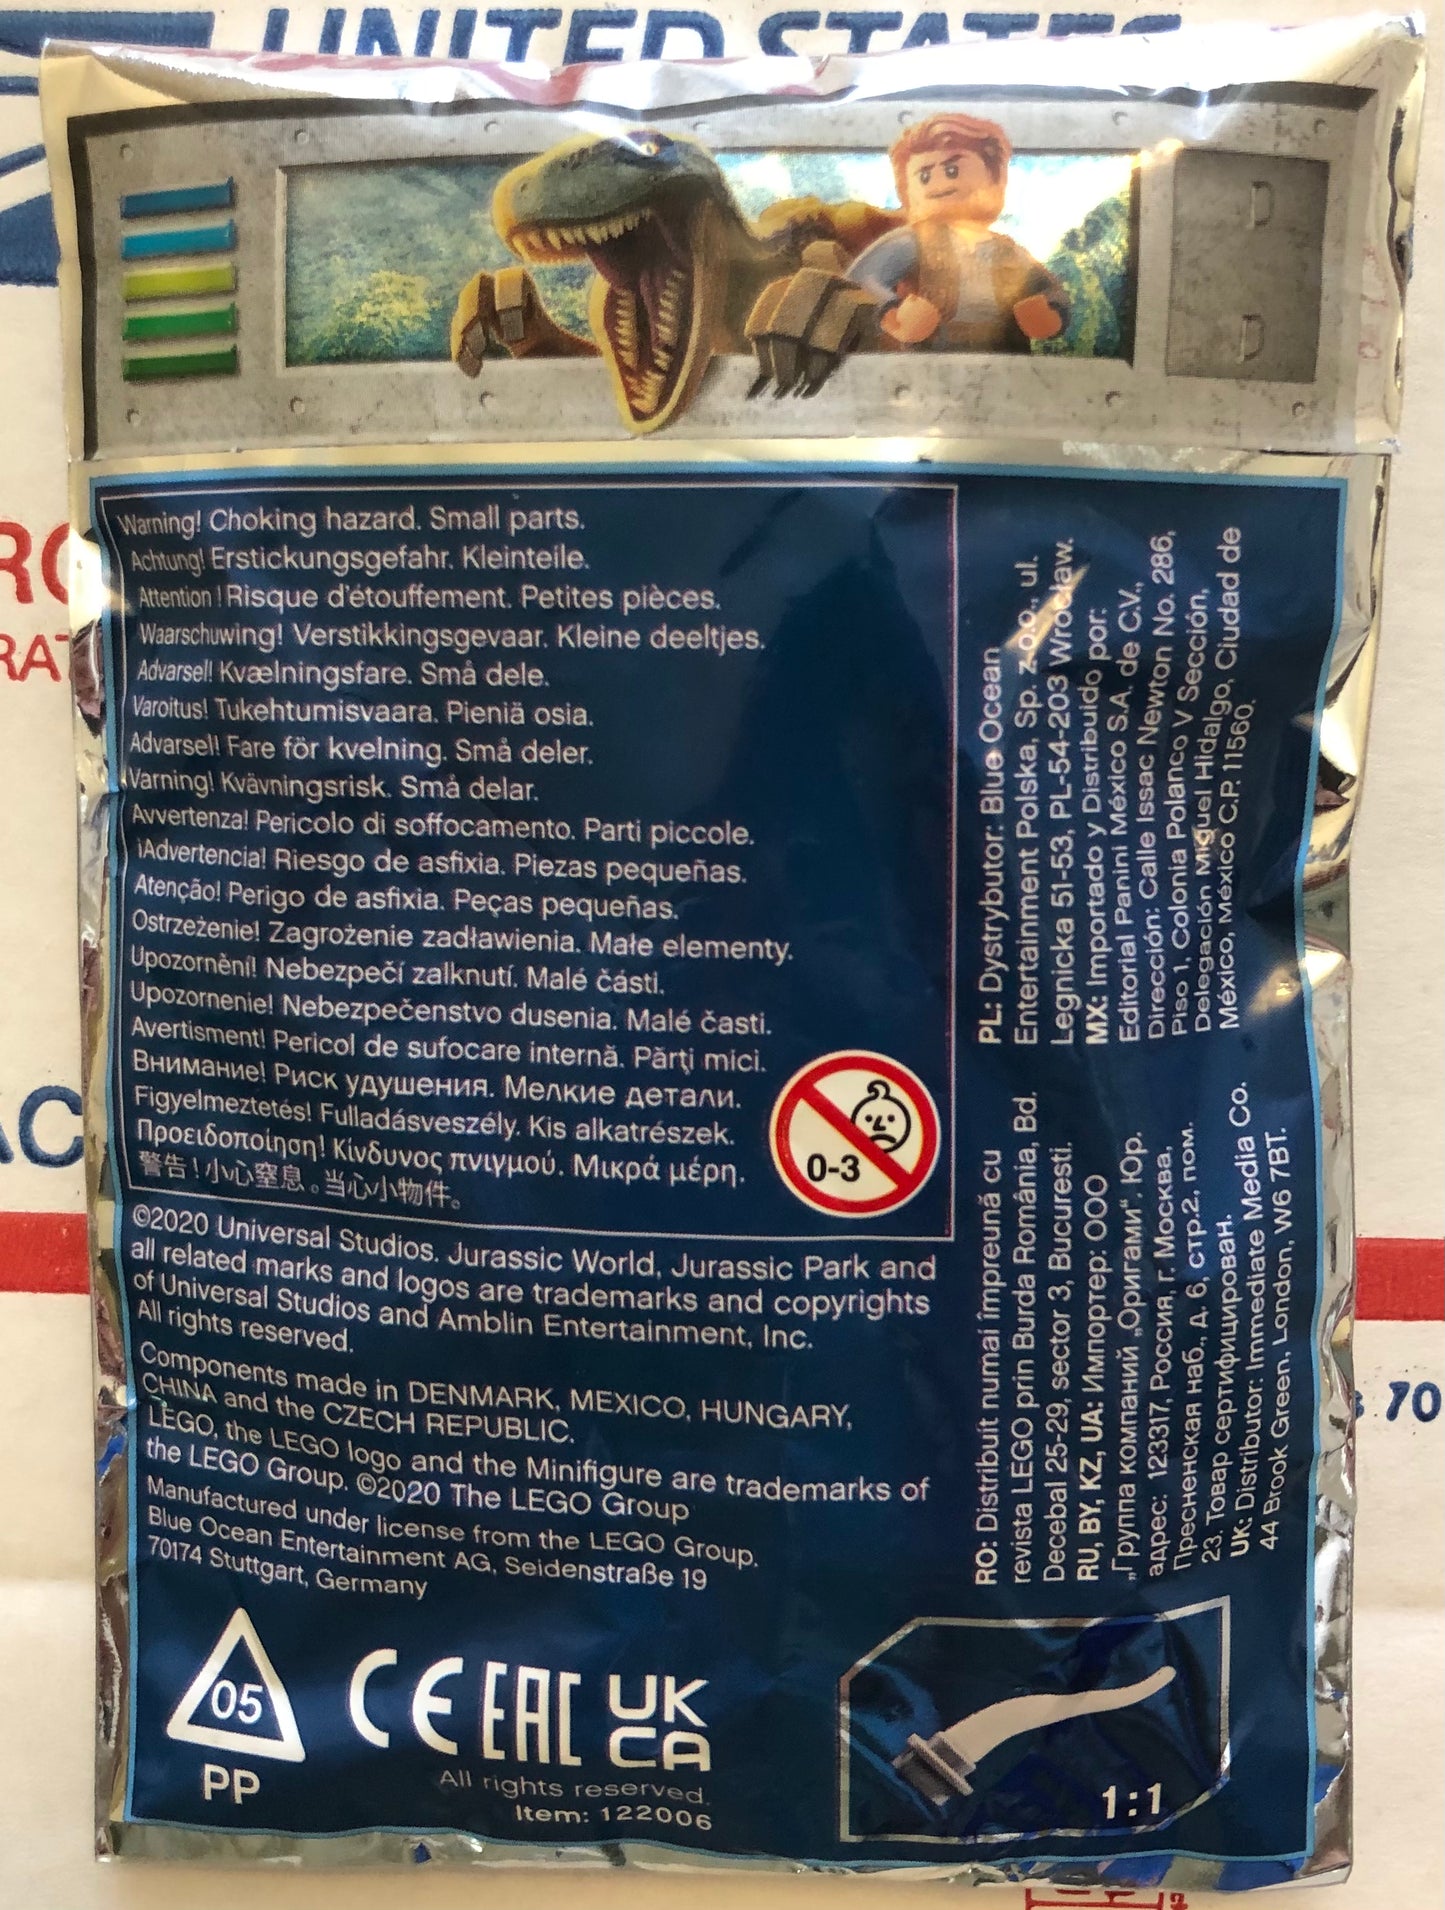 UNITED STATES
Warning! Choking hazard. Small parts.
Achtung! Erstickungsgefahr. Kleinteile.
Attention ! Risque d'étouffement. Petites pièces.
Waarschuwing! Verstikkingsgevaar. Kleine deeltjes.
Advarsel! Kvælningsfare. Små dele.
Varoitus! Tukehtumisvaara. Pieniä osia.
Advarsel! Fare för kvelning. Små deler.
Varning! Kvävningsrisk. Små delar.
Avvertenza! Pericolo di soffocamento. Parti piccole.
¡Advertencia! Riesgo de asfixia. Piezas pequeñas.
Atenção! Perigo de asfixia. Peças pequeñas.
Ostrzeżenie! Zagrożenie zadławienia. Małe elementy.
Upozornění! Nebezpečí zalknutí. Malé části.
Upozornenie! Nebezpečenstvo dusenia. Malé časti.
Avertisment! Pericol de sufocare internă. Părţi mici.
Внимание! Риск удушения. Мелкие детали.
Figyelmeztetés! Fulladásveszély. Kis alkatrészek.
Προειδοποίηση! Κίνδυνος πνιγμού. Μικρά μέρη.
警告！小心窒息。当心小物件。
0-3
©2020 Universal Studios. Jurassic World, Jurassic Park and
all related marks and logos are trademarks and copyrights
of Universal Studios and Amblin Entertainment, Inc.
All rights reserved.
Components made in DENMARK, MEXICO, HUNGARY,
CHINA and the CZECH REPUBLIC.
LEGO, the LEGO logo and the Minifigure are trademarks of
the LEGO Group. ©2020 The LEGO Group
Manufactured under license from the LEGO Group.
Blue Ocean Entertainment AG, Seidenstraße 19
70174 Stuttgart, Germany
05
PP
CE EAC UK
CA
All rights reserved.
Item: 122006
PL: Dystrybutor: Blue Ocean
Entertainment Polska, Sp. z o.o., ul.
Legnicka 51-53, PL-54-203 Wrocław.
MX: Importado y Distribuido por:
Editorial Panini México S.A. de C.V.,
Dirección: Calle Issac Newton No. 286,
Piso 1, Colonia Polanco V Sección,
Delegación Miguel Hidalgo, Ciudad de
México, México C.P. 11560.
RO: Distribuit numai împreună cu
revista LEGO prin Burda România, Bd.
Decebal 25-29, sector 3, Bucuresti.
RU, BY, KZ, UA: Импортер: ООО
„Группа компаний „Оригами“. Юр.
адрес: 123317, Россия, г. Москва,
Пресненская наб., д. 6, стр.2, пом.
23. Товар сертифицирован.
UK: Distributor: Immediate Media Co.
44 Brook Green, London, W6 7BT.
1:1
70